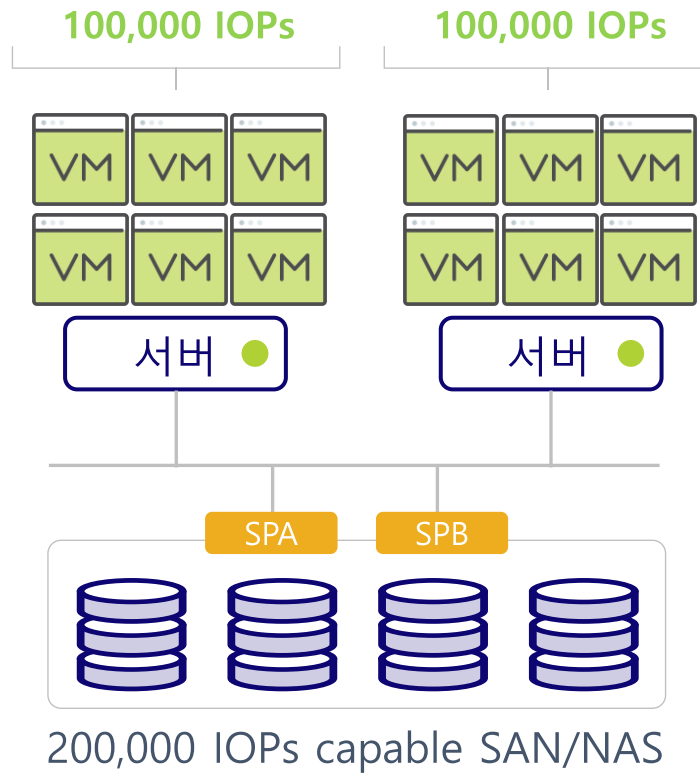 100,000 IOPs 100,000 IOPs
VM VM VM VM VM VM
VM VM VM VM VM VM
서버 서버
SPA SPB
200,000 IOPs capable SAN/NAS